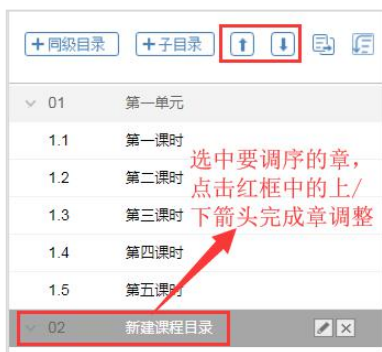 +同级目录 +子目录
01 第一单元
1.1 第一课时
1.2 第二课时
1.3 第三课时
1.4 第四课时
1.5 第五课时
02 新建课程目录
选中要调序的章，
点击红框中的上/
下箭头完成章调整